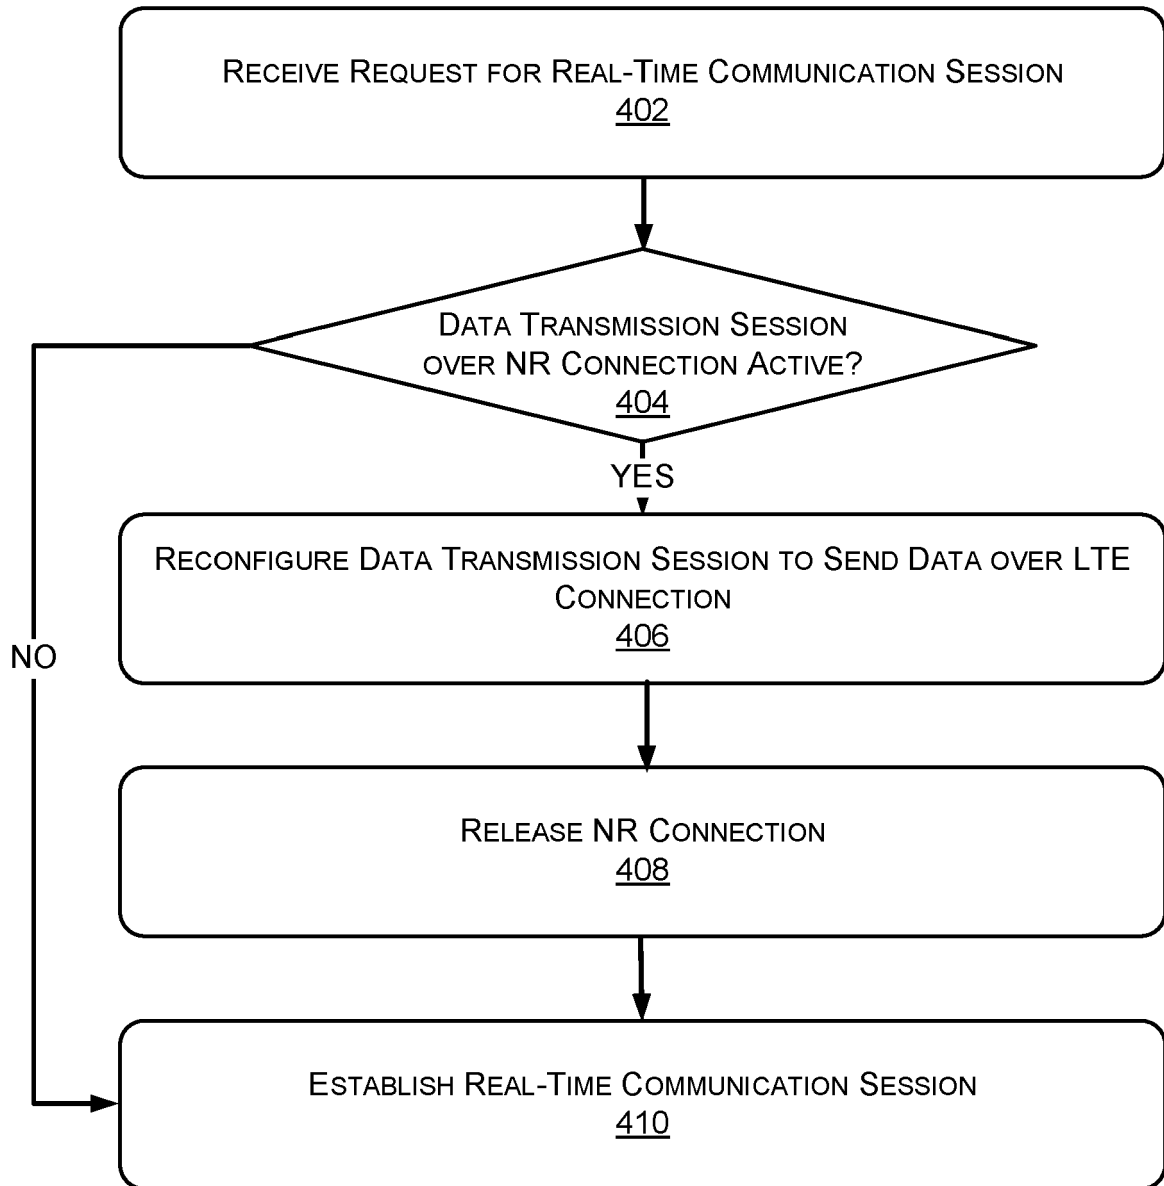 RECEIVE REQUEST FOR REAL-TIME COMMUNICATION SESSION
402
DATA TRANSMISSION SESSION
OVER NR CONNECTION ACTIVE?
404
YES
RECONFIGURE DATA TRANSMISSION SESSION TO SEND DATA OVER LTE
CONNECTION
406
NO
RELEASE NR CONNECTION
408
ESTABLISH REAL-TIME COMMUNICATION SESSION
410